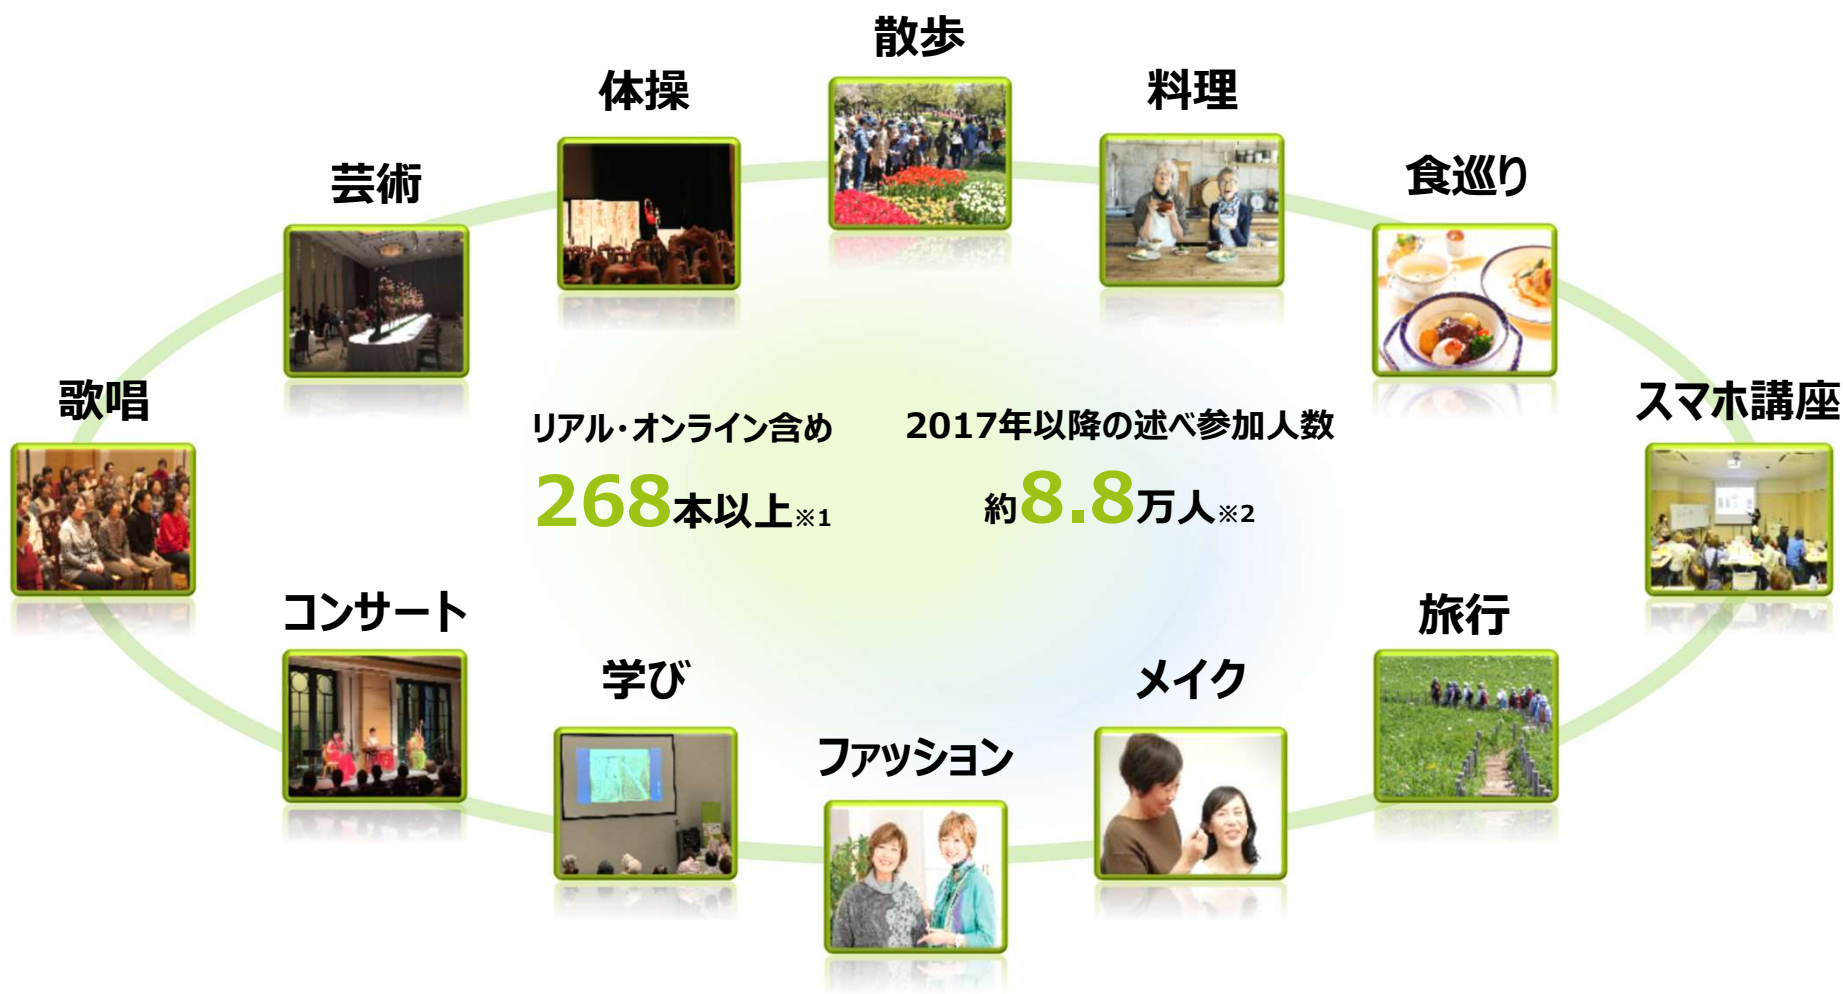 散歩
体操
料理
芸術
食巡り
歌唱
スマホ講座
リアル・オンライン含め
268本以上※1
2017年以降の述べ参加人数
約8.8万人※2
コンサート
旅行
学び
メイク
ファッション